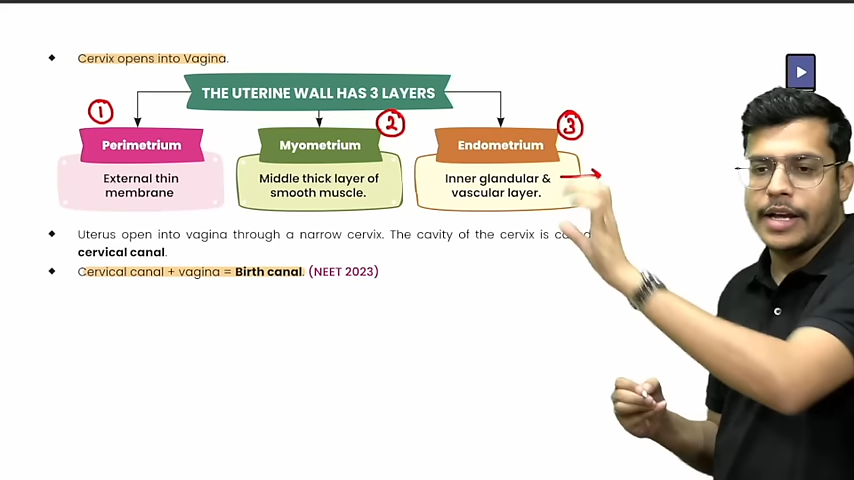 Cervix opens into Vagina.
THE UTERINE WALL HAS 3 LAYERS
1
2
3
Perimetrium
Myometrium
Endometrium
External thin
membrane
Middle thick layer of
smooth muscle.
Inner glandular &
vascular layer.
Uterus open into vagina through a narrow cervix. The cavity of the cervix is
cervical canal.
Cervical canal + vagina = Birth canal. (NEET 2023)